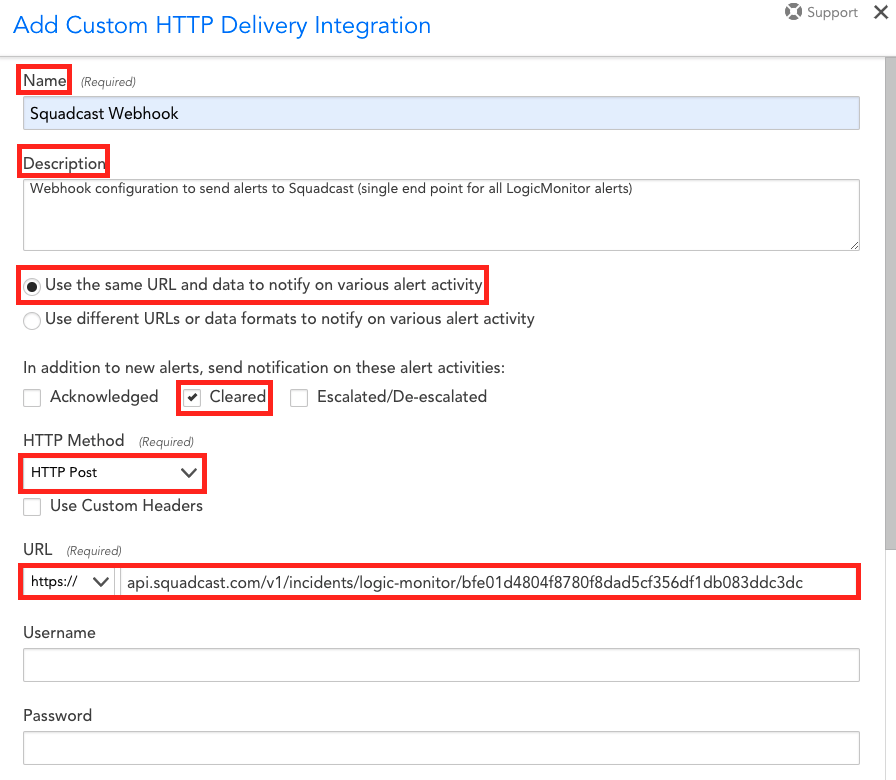 Add Custom HTTP Delivery Integration
Support
Name (Required)
Squadcast Webhook
Description
Webhook configuration to send alerts to Squadcast (single end point for all LogicMonitor alerts)
Use the same URL and data to notify on various alert activity
Use different URLs or data formats to notify on various alert activity
In addition to new alerts, send notification on these alert activities:
Acknowledged Cleared Escalated/De-escalated
HTTP Method (Required)
HTTP Post
Use Custom Headers
URL (Required)
https:// api.squadcast.com/v1/incidents/logic-monitor/bfe01d4804f8780f8dad5cf356df1db083ddc3dc
Username
Password